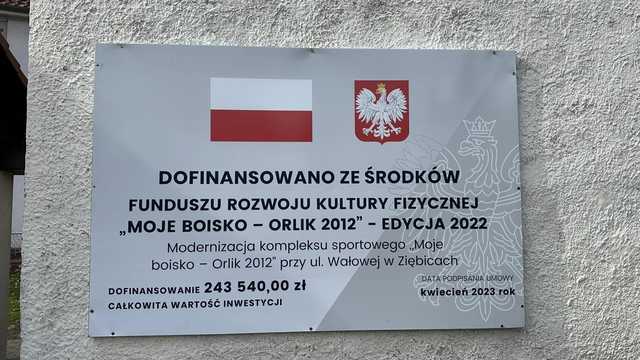 DOFINANSOWANO ZE ŚRODKÓW
FUNDUSZU ROZWOJU KULTURY FIZYCZNEJ
„MOJE BOISKO – ORLIK 2012” - EDYCJA 2022
Modernizacja kompleksu sportowego „Moje
boisko – Orlik 2012” przy ul. Wałowej w Ziębicach
DOFINANSOWANIE 243 540,00 zł
CAŁKOWITA WARTOŚĆ INWESTYCJI
DATA PODPISANIA UMOWY
kwiecień 2023 rok